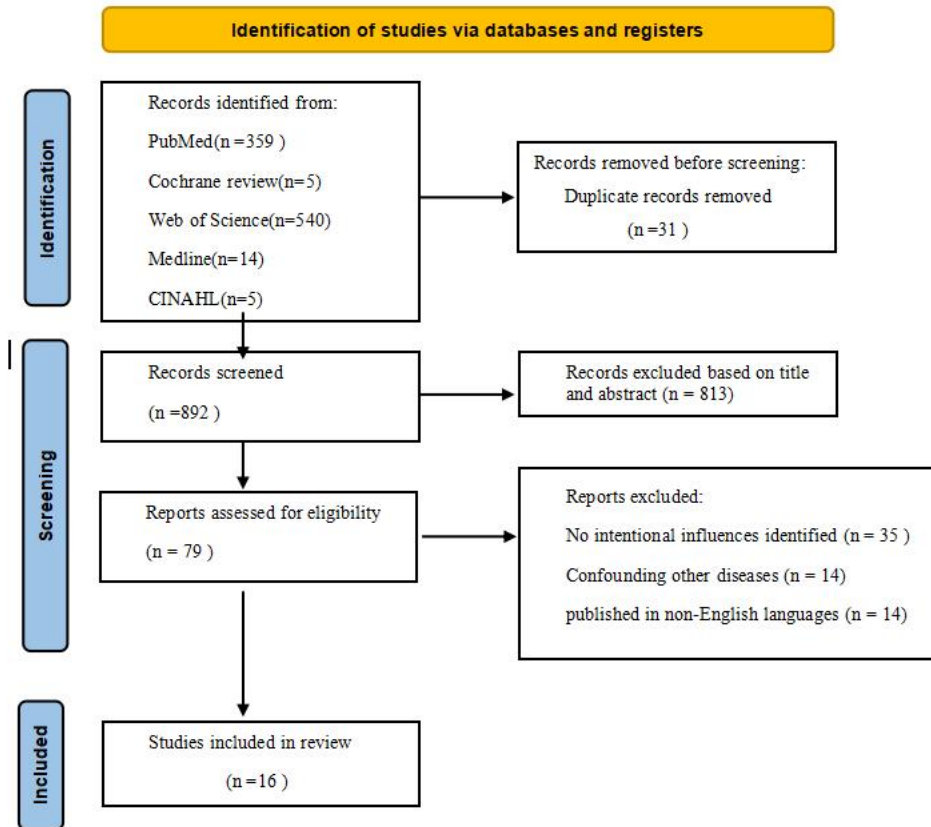 Identification of studies via databases and registers
Identification
Records identified from:
PubMed(n =359 )
Cochrane review(n=5)
Web of Science(n=540)
Medline(n=14)
CINAHL(n=5)
Records removed before screening:
Duplicate records removed
(n =31 )
Screening
Records screened
(n =892 )
Records excluded based on title
and abstract (n = 813)
Reports assessed for eligibility
(n = 79 )
Reports excluded:
No intentional influences identified (n = 35 )
Confounding other diseases (n = 14)
published in non-English languages (n = 14)
Included
Studies included in review
(n =16 )